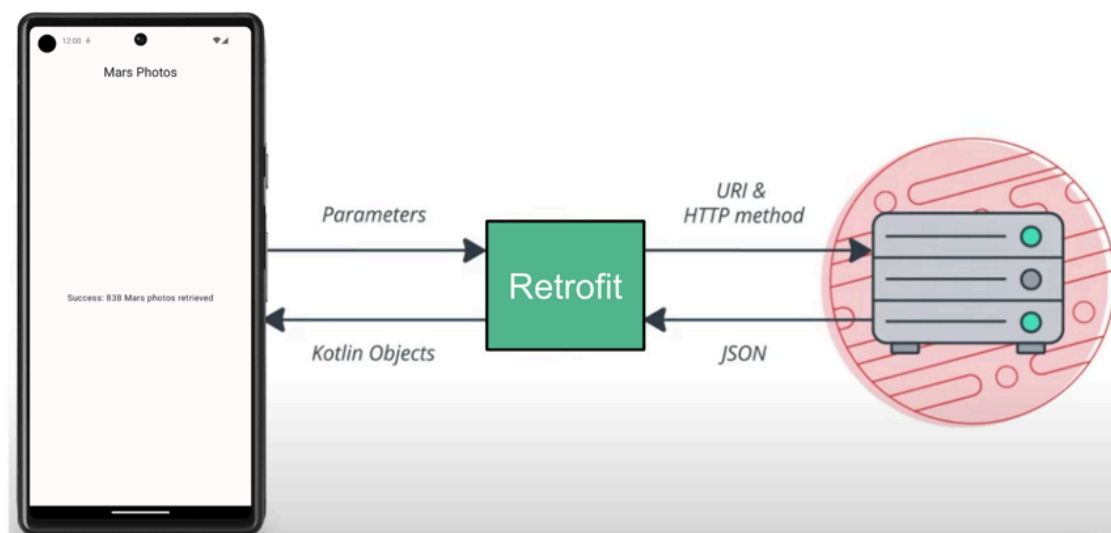 12:00
Mars Photos
Success: 838 Mars photos retrieved
Parameters
Kotlin Objects
Retrofit
URI &
HTTP method
JSON